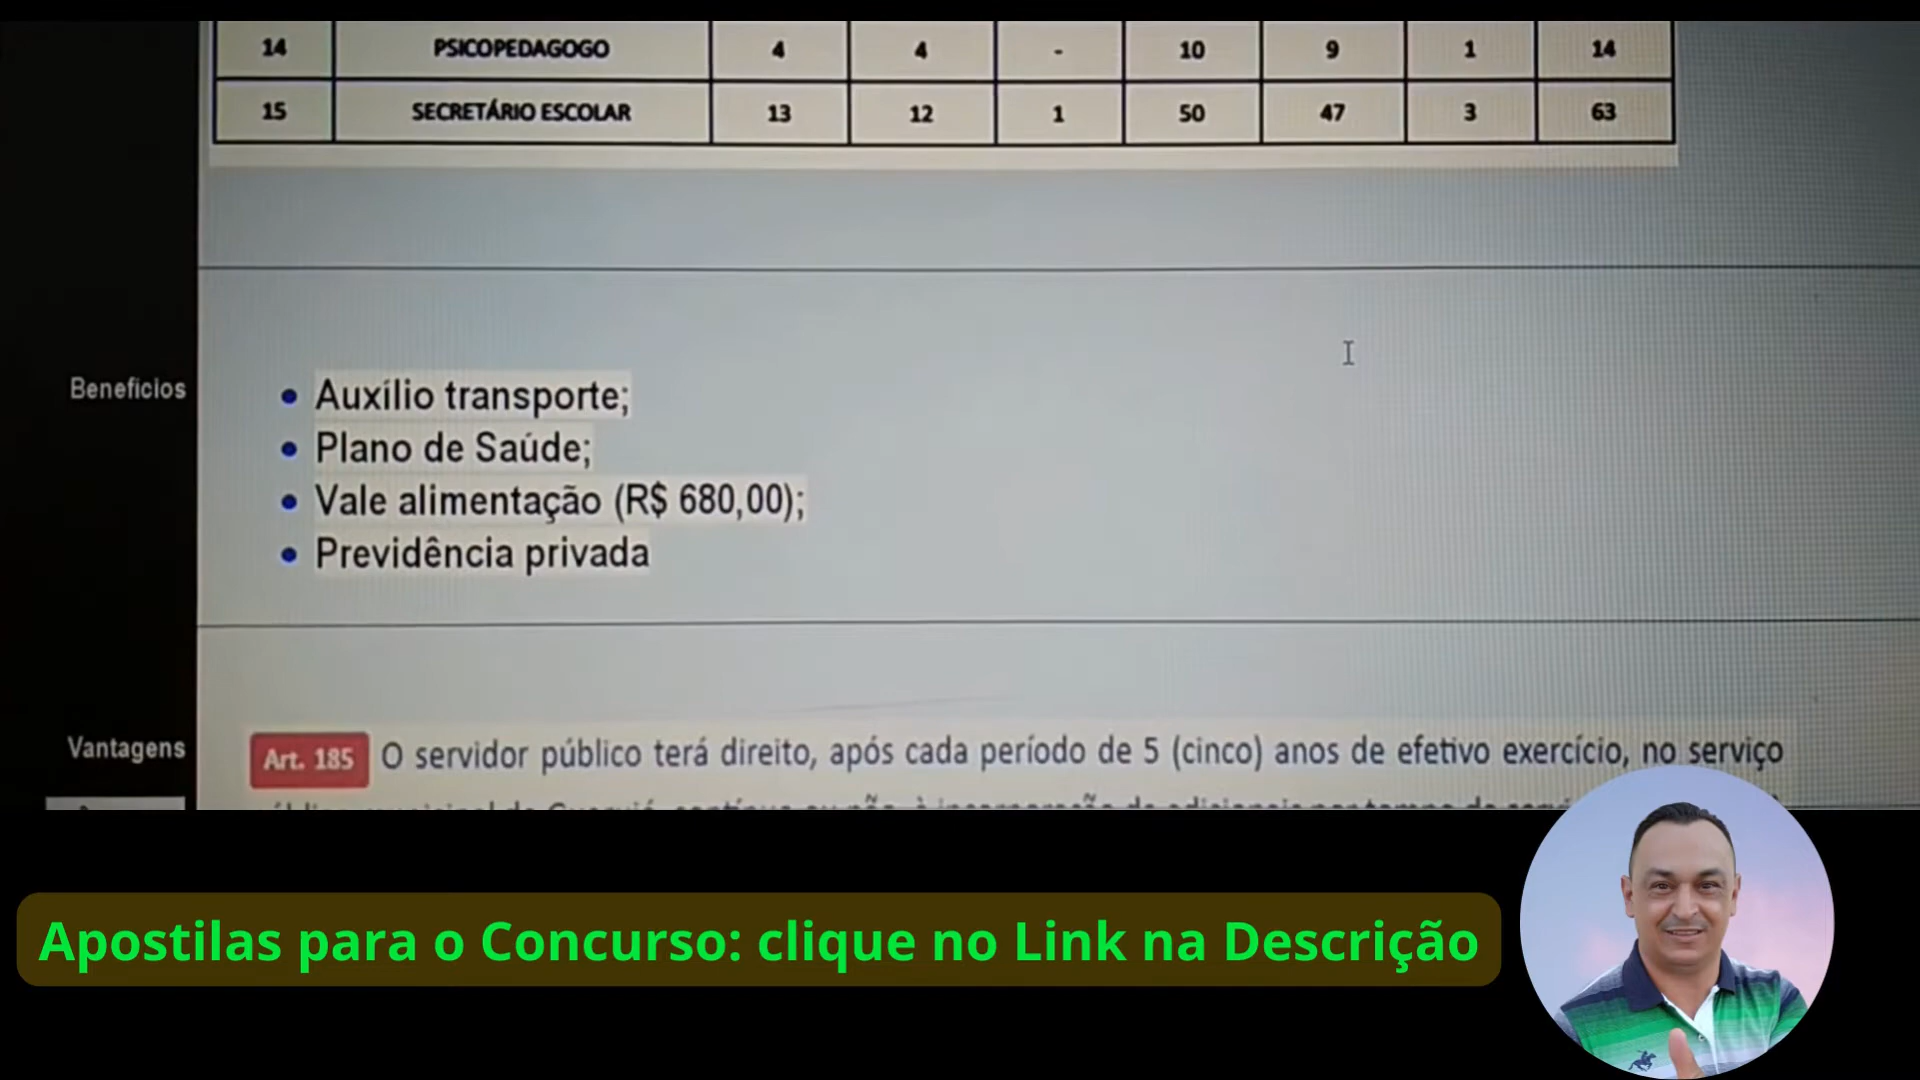 14 PSICOPEDAGOGO 4 4 - 10 9 1 14
15 SECRETÁRIO ESCOLAR 13 12 1 50 47 3 63
Benefícios
• Auxílio transporte;
• Plano de Saúde;
• Vale alimentação (R$ 680,00);
• Previdência privada
Vantagens
Art. 185 O servidor público terá direito, após cada período de 5 (cinco) anos de efetivo exercício, no serviço
Apostilas para o Concurso: clique no Link na Descrição